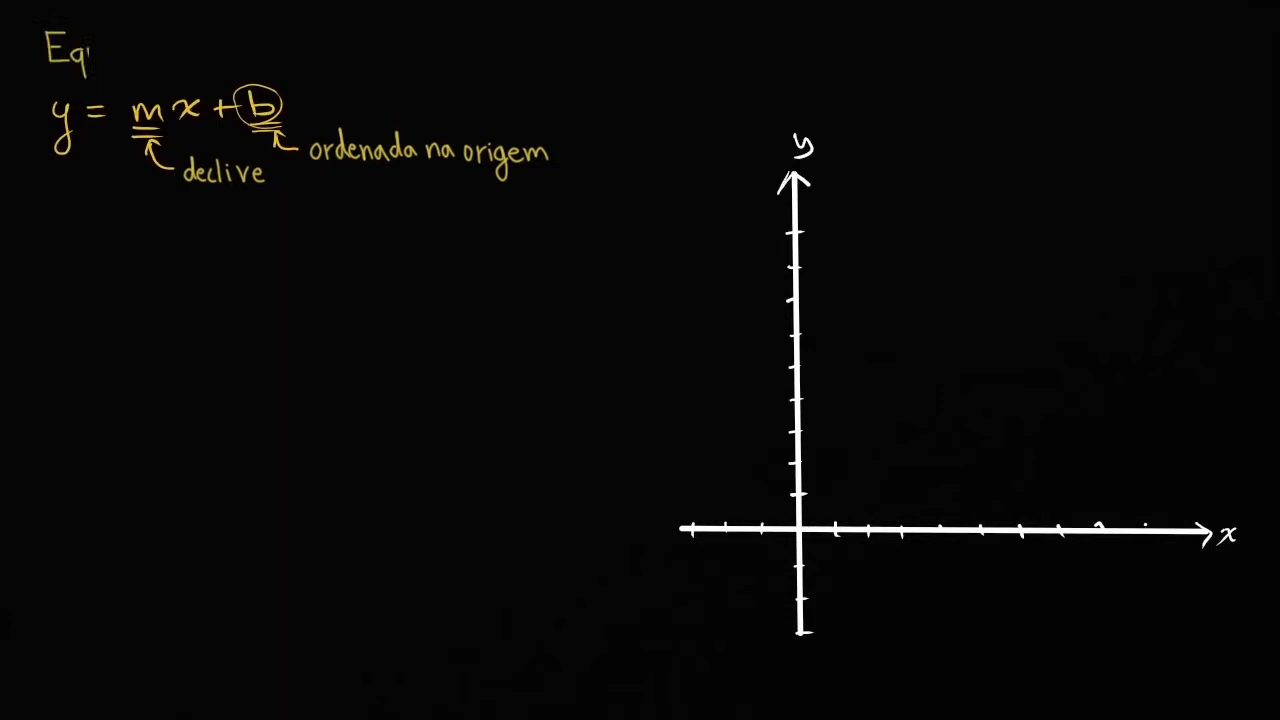 Eq
y = mx + b
ordenada na origem
declive
y
x